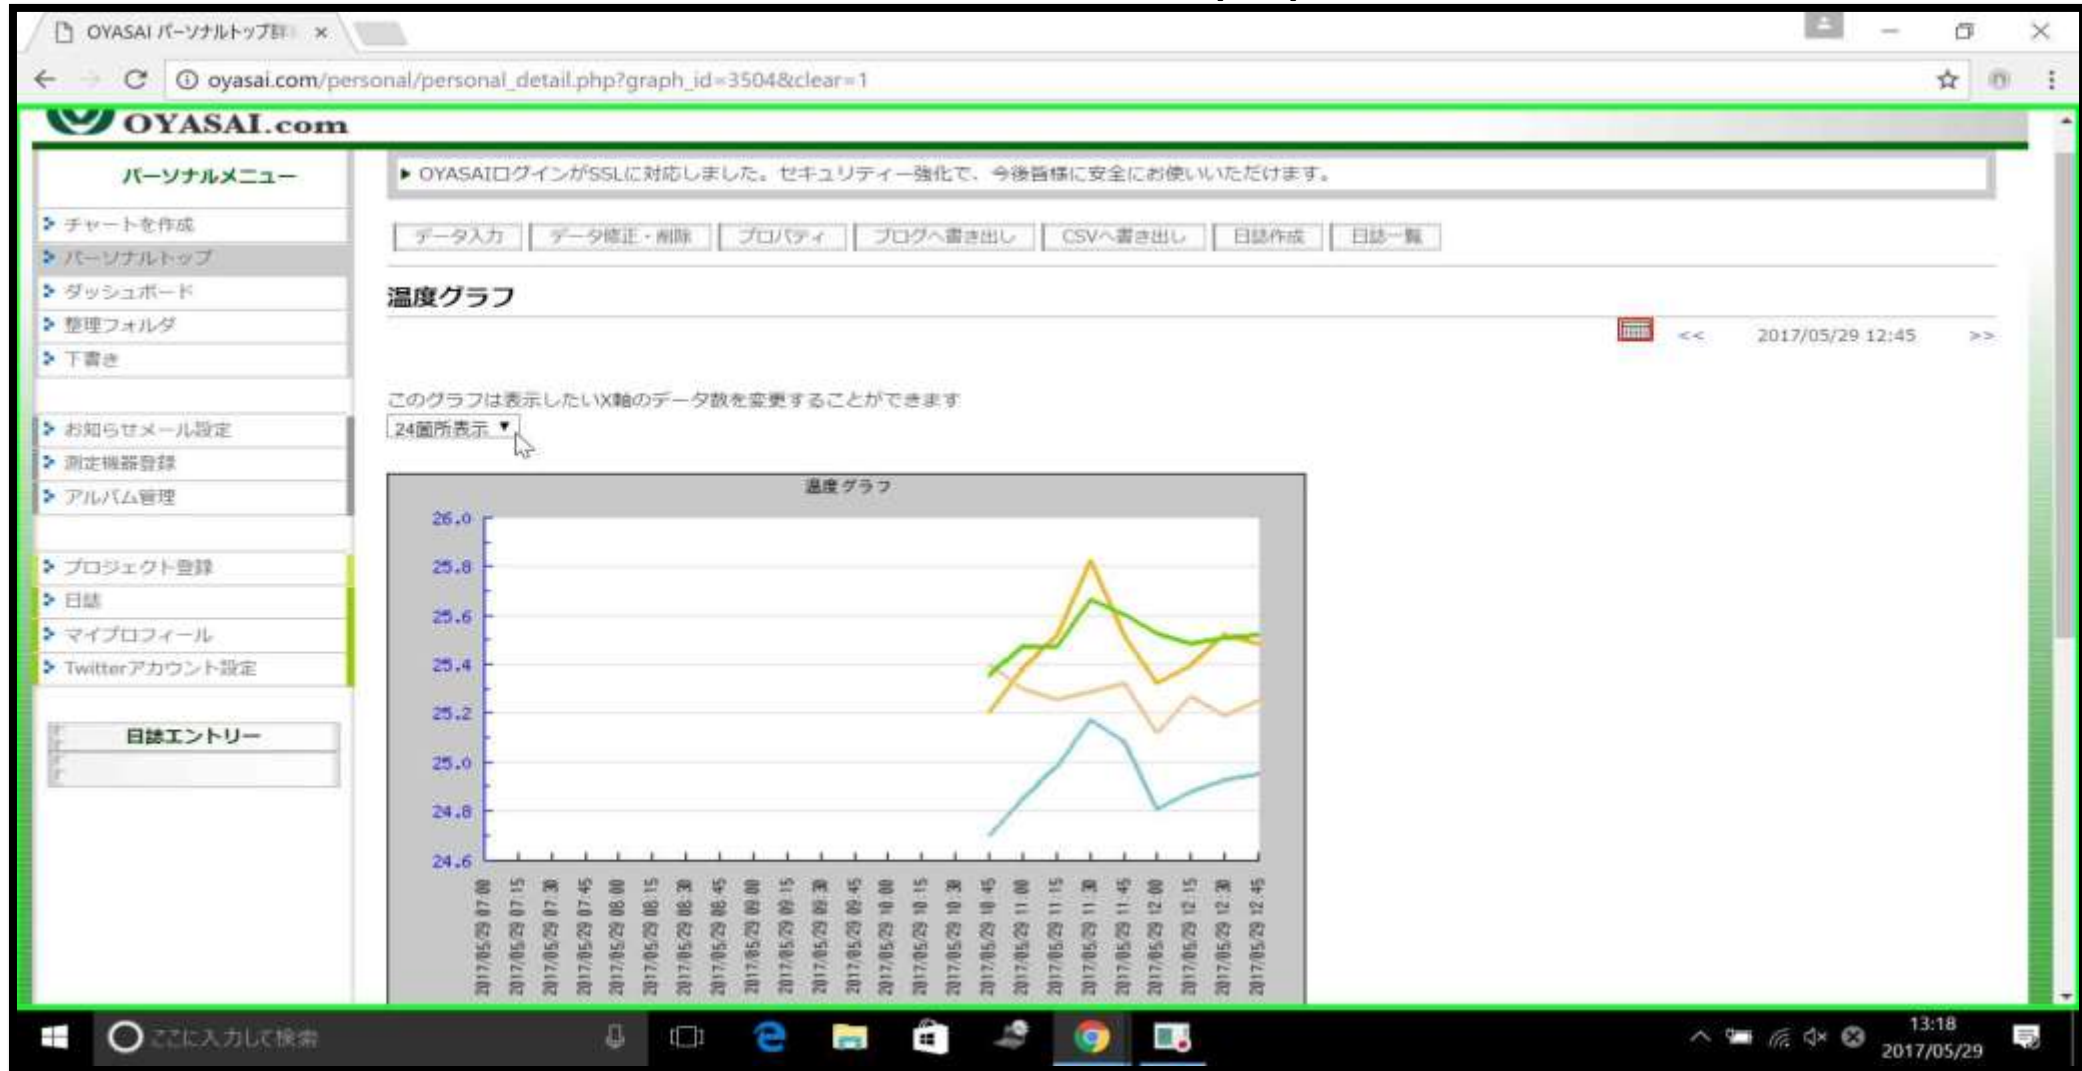 OYASAI パーソナルトップ詳
oyasai.com/personal/personal_detail.php?graph_id=3504&clear=1
OYASAI.com
パーソナルメニュー
チャートを作成
パーソナルトップ
ダッシュボード
整理フォルダ
下書き
お知らせメール設定
測定機器登録
アルバム管理
プロジェクト登録
日誌
マイプロフィール
Twitterアカウント設定
日誌エントリー
OYASAIログインがSSLに対応しました。セキュリティー強化で、今後皆様に安全にお使いいただけます。
データ入力 データ修正・削除 プロパティ ブログへ書き出し CSVへ書き出し 日誌作成 日誌一覧
温度グラフ
<< 2017/05/29 12:45 >>
このグラフは表示したいX軸のデータ数を変更することができます
24箇所表示 ▼
温度グラフ
26.0
25.8
25.6
25.4
25.2
25.0
24.8
24.6
2017/05/29 07:00
2017/05/29 07:15
2017/05/29 07:30
2017/05/29 07:45
2017/05/29 08:00
2017/05/29 08:15
2017/05/29 08:30
2017/05/29 08:45
2017/05/29 09:00
2017/05/29 09:15
2017/05/29 09:30
2017/05/29 09:45
2017/05/29 10:00
2017/05/29 10:15
2017/05/29 10:30
2017/05/29 10:45
2017/05/29 11:00
2017/05/29 11:15
2017/05/29 11:30
2017/05/29 11:45
2017/05/29 12:00
2017/05/29 12:15
2017/05/29 12:30
2017/05/29 12:45
ここに入力して検索
13:18
2017/05/29